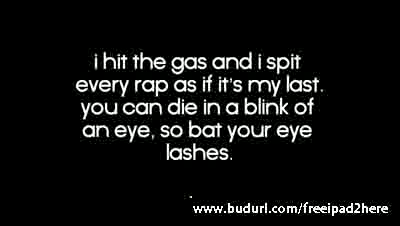 i hit the gas and i spit
every rap as if it's my last.
you can die in a blink of
an eye, so bat your eye
lashes.
.
www.budurl.com/freeipad2here